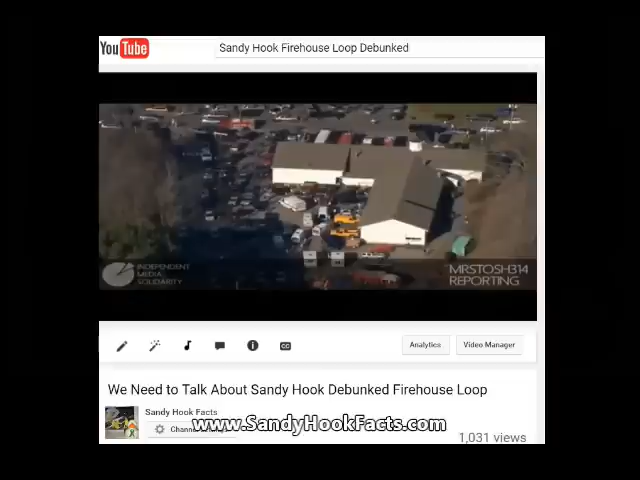 YouTube
Sandy Hook Firehouse Loop Debunked
INDEPENDENT
MEDIA
SOLIDARITY
MRSTOSH314
REPORTING
CC
Analytics
Video Manager
We Need to Talk About Sandy Hook Debunked Firehouse Loop
Sandy Hook Facts
www.SandyHookFacts.com
1,031 views